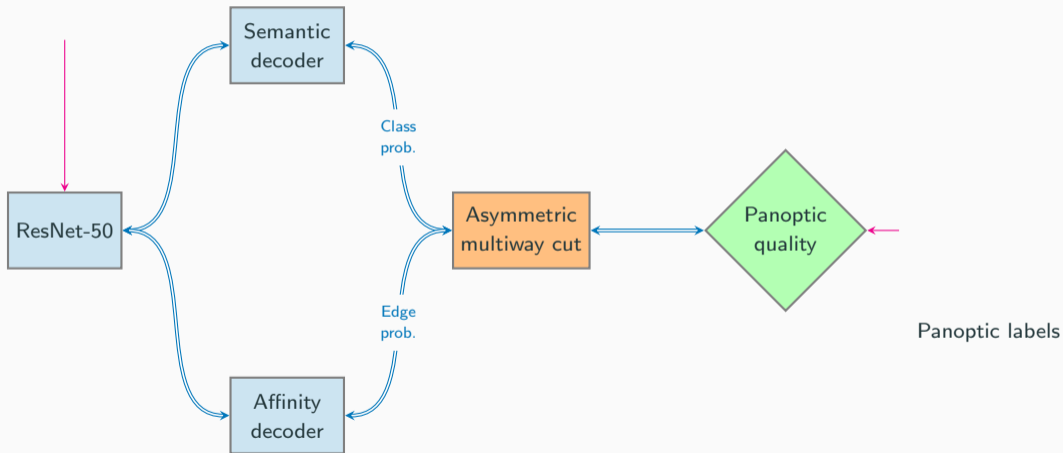 Semantic
decoder
Class
prob.
ResNet-50
Asymmetric
multiway cut
Panoptic
quality
Edge
prob.
Panoptic labels
Affinity
decoder